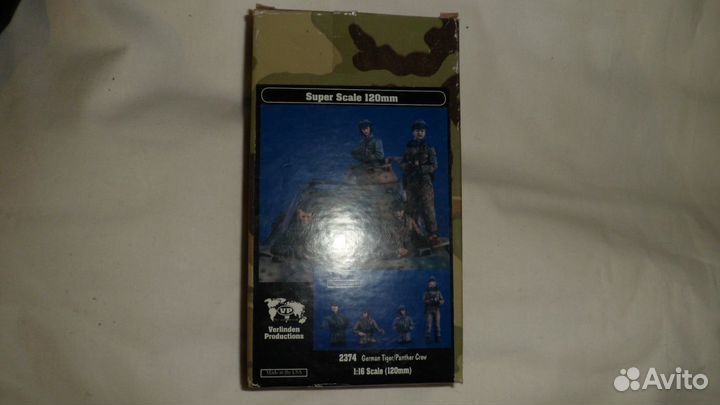 Super Scale 120mm
VP
Verlinden
Productions
2374 German Tiger/Panther Crew
1:16 Scale (120mm)
Made in the USA
Avito